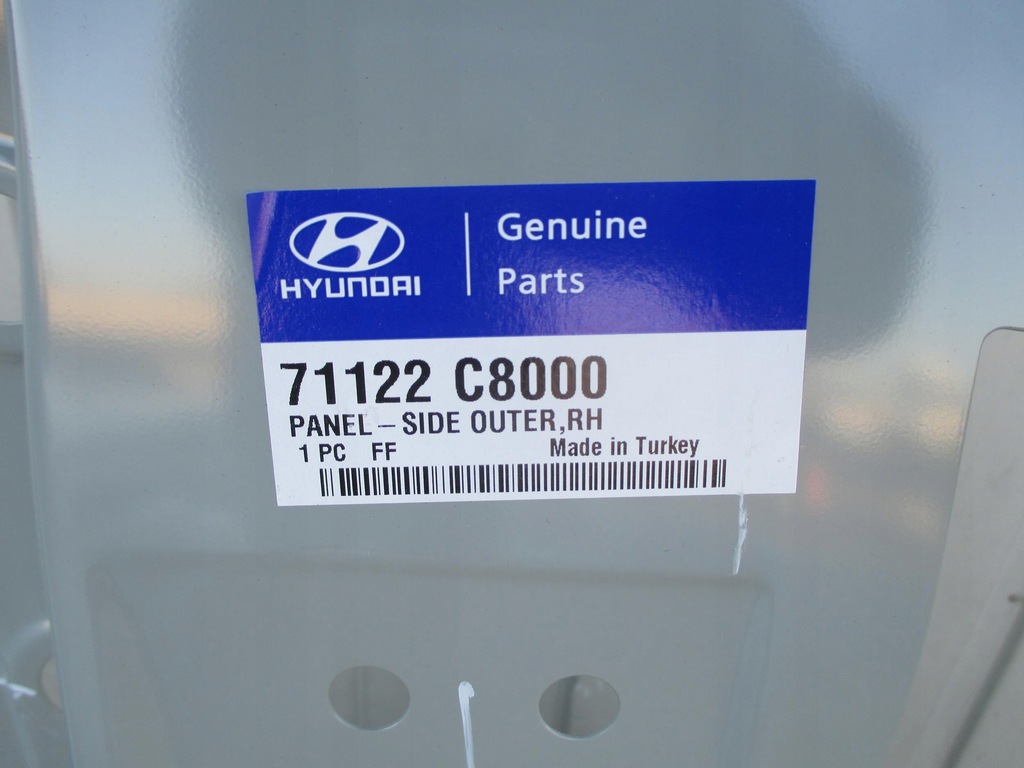 HYUNDAI
Genuine
Parts
71122 C8000
PANEL-SIDE OUTER,RH
1 PC FF Made in Turkey